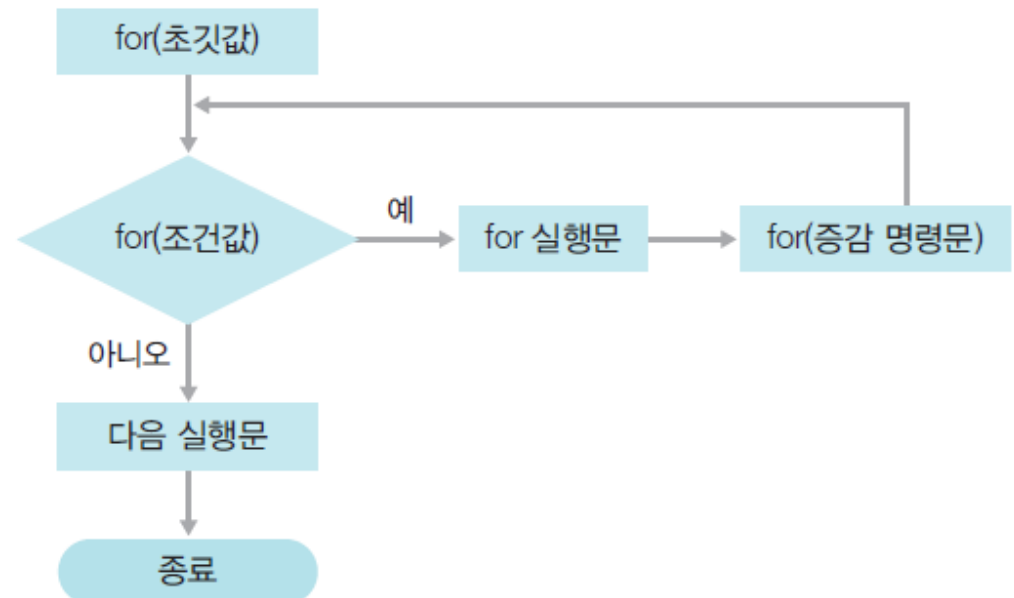 for(초깃값)
for(조건값)
예
for 실행문
for(증감 명령문)
아니오
다음 실행문
종료